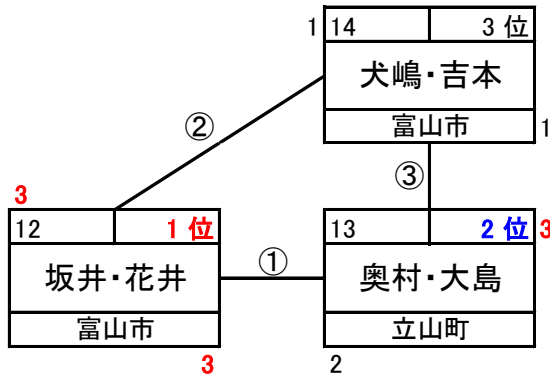 1 14 3 位
犬嶋・吉本
富山市 1
②
③
3
12 1 位
坂井・花井
富山市
3
①
13 2 位 3
奥村・大島
立山町
2